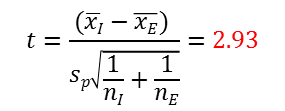 t = (x̅_I − x̅_E) / (s_p √(1/n_I + 1/n_E)) = 2.93